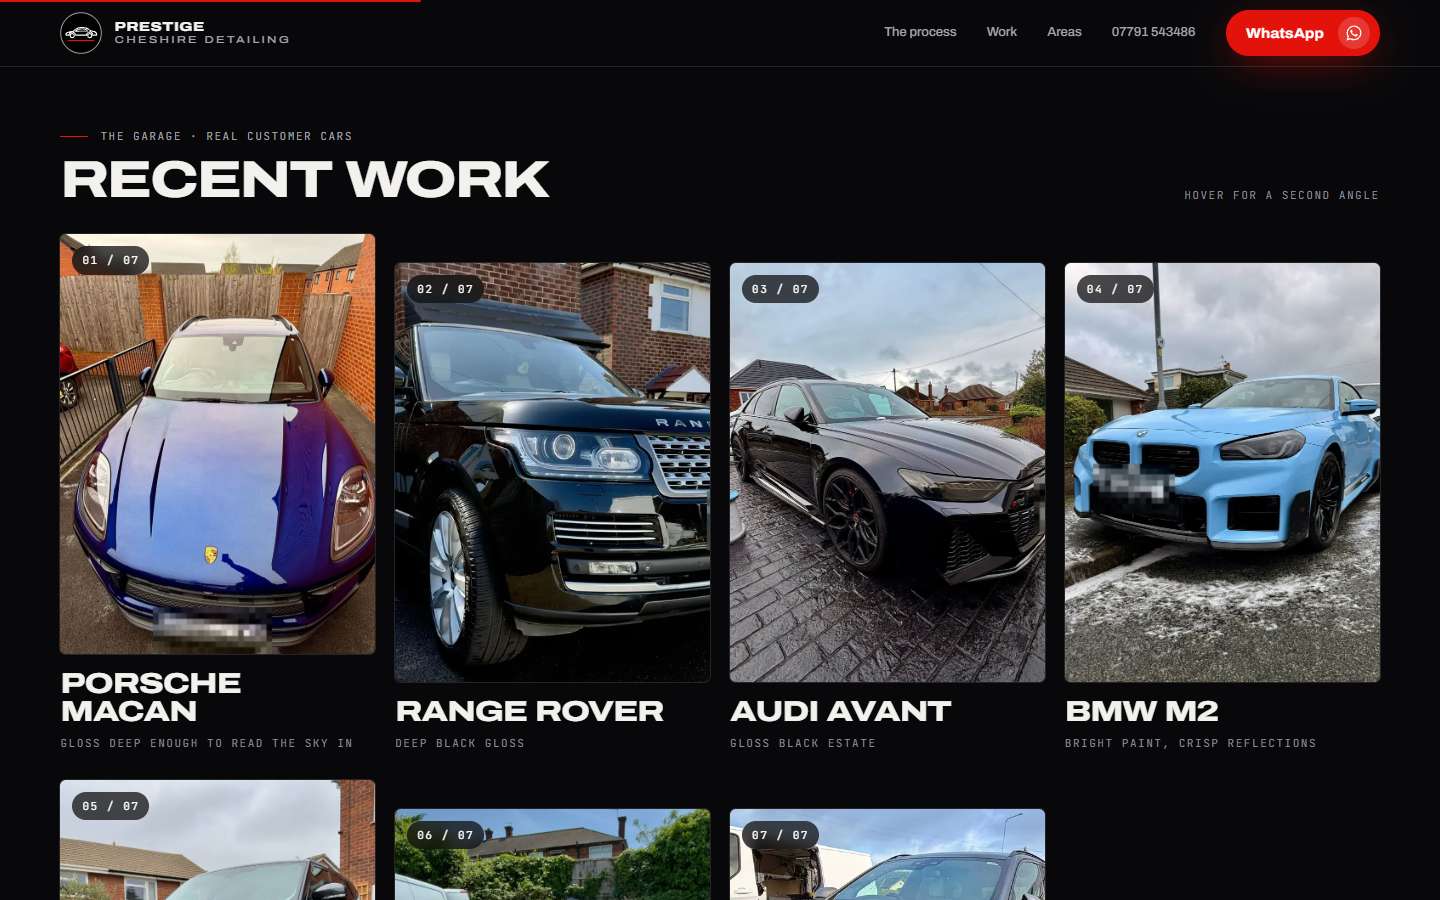 PRESTIGE
CHESHIRE DETAILING
The process
Work
Areas
07791 543486
WhatsApp
THE GARAGE · REAL CUSTOMER CARS
RECENT WORK
HOVER FOR A SECOND ANGLE
01 / 07
02 / 07
03 / 07
04 / 07
RAN
PORSCHE
MACAN
RANGE ROVER
AUDI AVANT
BMW M2
GLOSS DEEP ENOUGH TO READ THE SKY IN
DEEP BLACK GLOSS
GLOSS BLACK ESTATE
BRIGHT PAINT, CRISP REFLECTIONS
05 / 07
06 / 07
07 / 07